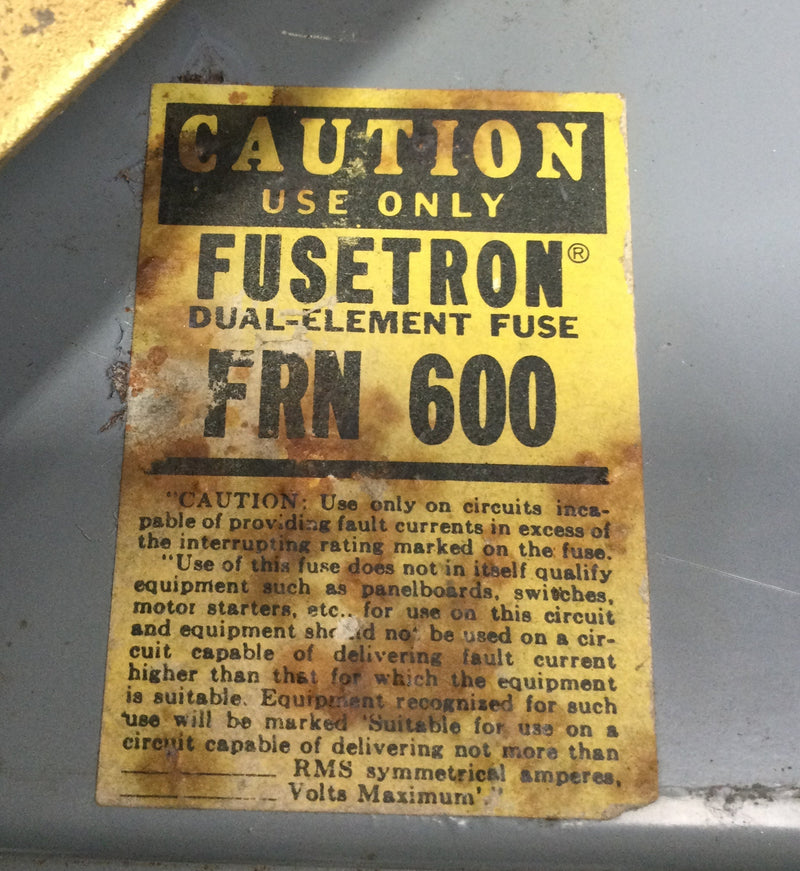 CAUTION
USE ONLY
FUSETRON®
DUAL-ELEMENT FUSE
FRN 600
"CAUTION: Use only on circuits inca-
pable of providing fault currents in excess of
the interrupting rating marked on the fuse.
"Use of this fuse does not in itself qualify
equipment such as panelboards, switches,
motor starters, etc., for use on this circuit
and equipment should not be used on a cir-
cuit capable of delivering fault current
higher than that for which the equipment
is suitable. Equipment recognized for such
use will be marked 'Suitable for use on a
circuit capable of delivering not more than
__________ RMS symmetrical amperes,
__________ Volts Maximum'."